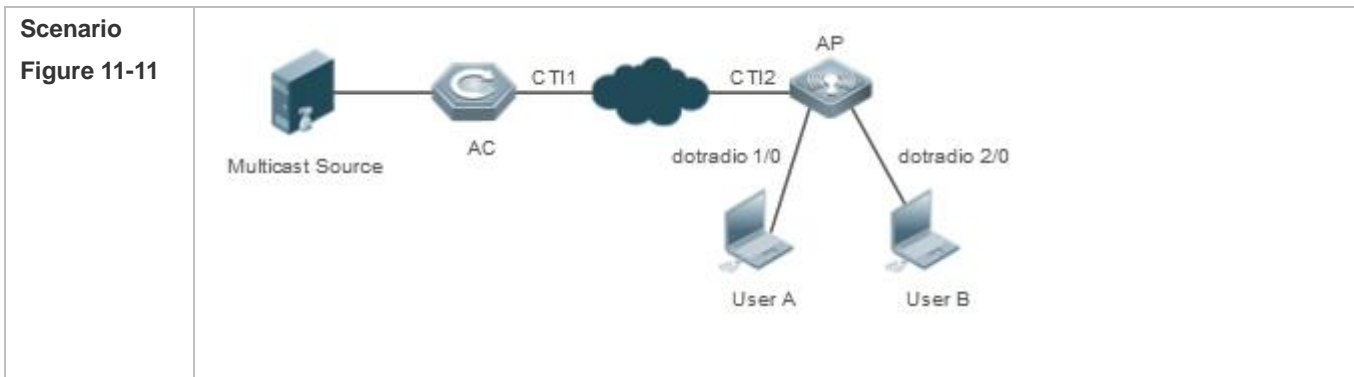 Scenario
Figure 11-11
AP
CTI1
CTI2
AC
Multicast Source
dotradio 1/0
dotradio 2/0
User A
User B